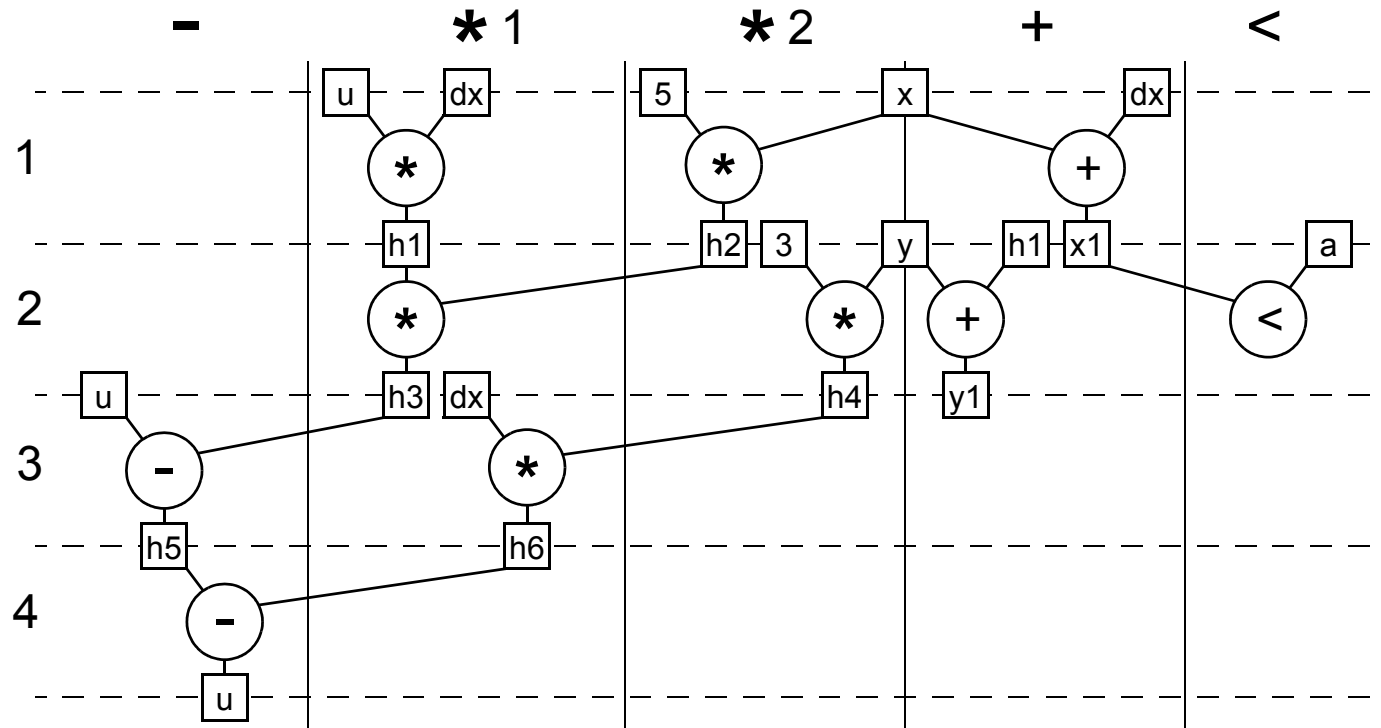 - * 1 * 2 + <
u dx 5 x dx
1 * * +
h1 h2 3 y h1 x1 a
2 * * + <
u h3 dx h4 y1
3 - *
h5 h6
4 -
u